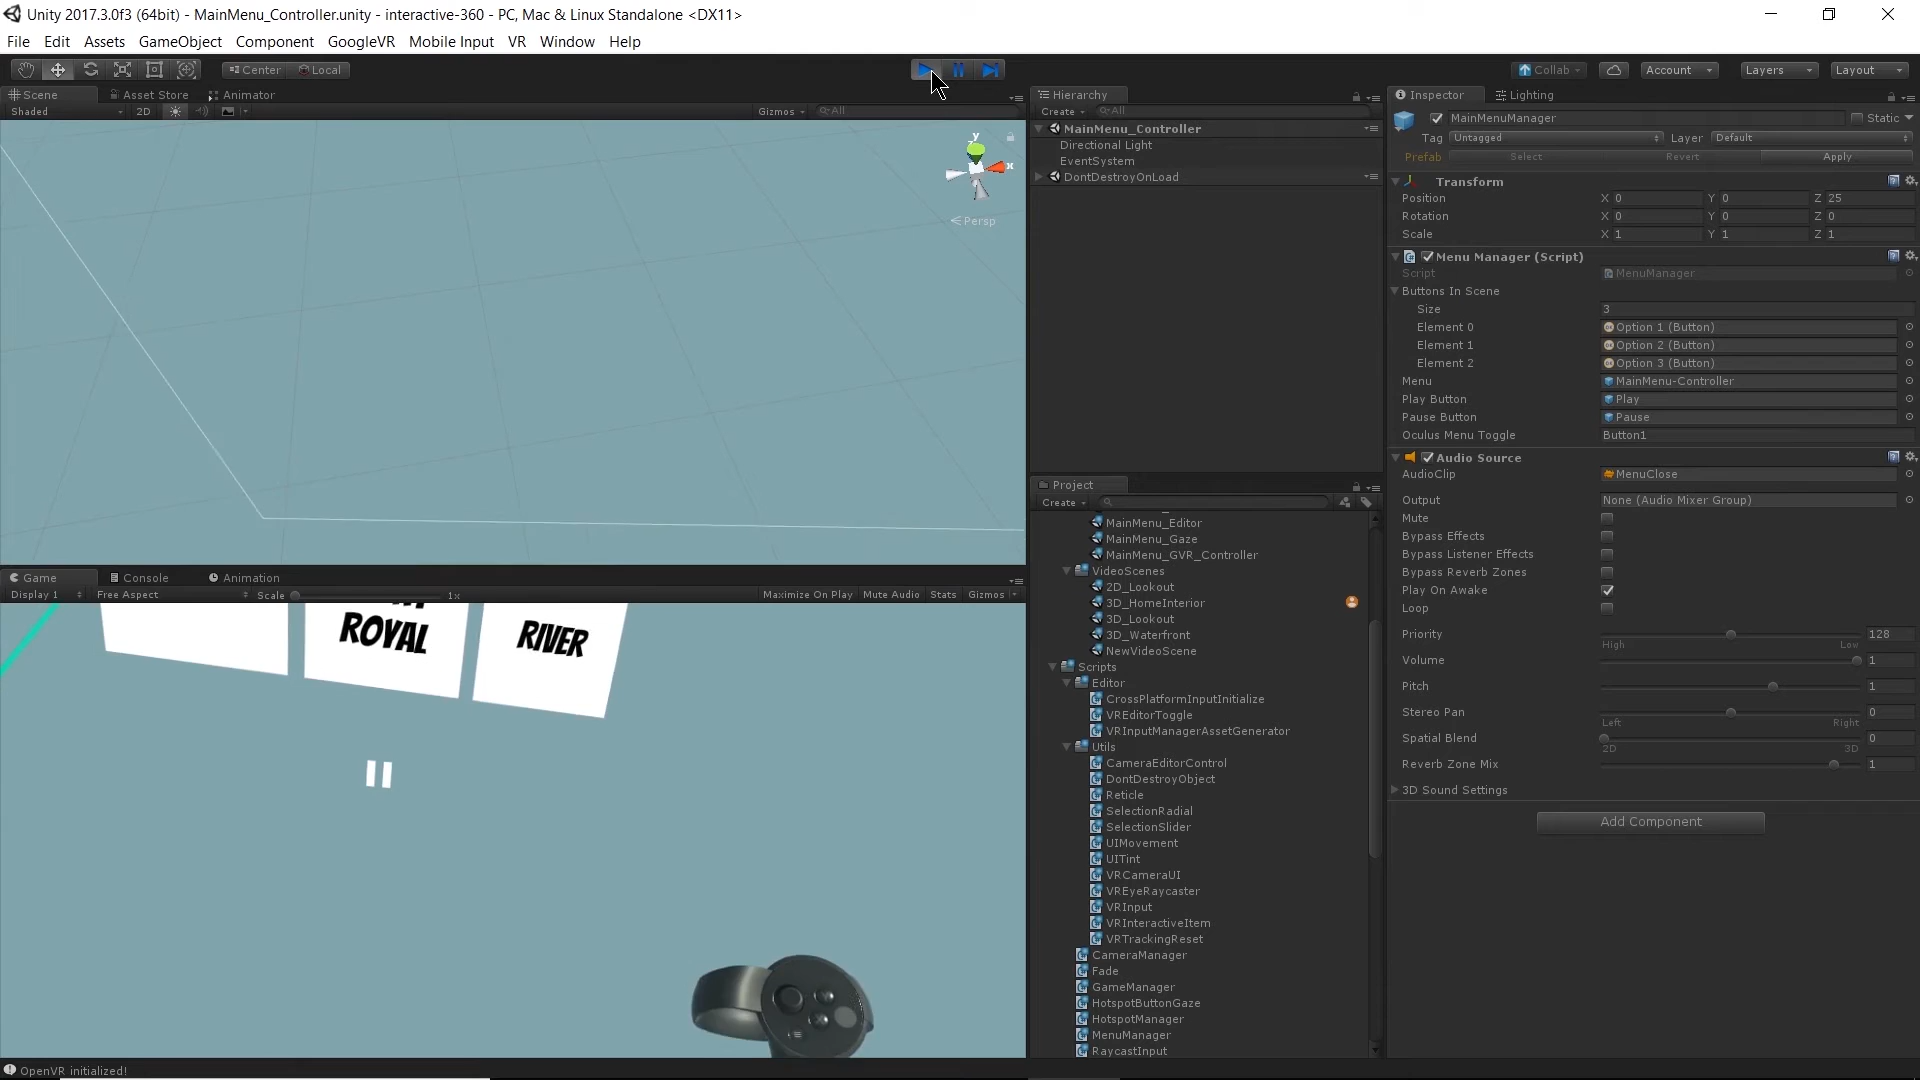 Unity 2017.3.0f3 (64bit) - MainMenu_Controller.unity - interactive-360 - PC, Mac & Linux Standalone <DX11>
File Edit Assets GameObject Component GoogleVR Mobile Input VR Window Help
Center Local
Collab Account Layers Layout
Scene Asset Store Animator
Shaded 2D Gizmos All
y
x
Persp
Hierarchy
Create All
MainMenu_Controller
Directional Light
EventSystem
DontDestroyOnLoad
Game Console Animation
Display 1 Free Aspect Scale 1x Maximize On Play Mute Audio Stats Gizmos
ROYAL
RIVER
Project
Create
MainMenu_Editor
MainMenu_Gaze
MainMenu_GVR_Controller
VideoScenes
2D_Lookout
3D_HomeInterior
3D_Lookout
3D_Waterfront
NewVideoScene
Scripts
Editor
CrossPlatformInputInitialize
VREditorToggle
VRInputManagerAssetGenerator
Utils
CameraEditorControl
DontDestroyObject
Reticle
SelectionRadial
SelectionSlider
UIMovement
UITint
VRCameraUI
VREyeRaycaster
VRInput
VRInteractiveItem
VRTrackingReset
CameraManager
Fade
GameManager
HotspotButtonGaze
HotspotManager
MenuManager
RaycastInput
Inspector Lighting
MainMenuManager Static
Tag Untagged Layer Default
Prefab Select Revert Apply
Transform
Position X 0 Y 0 Z 25
Rotation X 0 Y 0 Z 0
Scale X 1 Y 1 Z 1
Menu Manager (Script)
Script MenuManager
Buttons In Scene
Size 3
Element 0 Option 1 (Button)
Element 1 Option 2 (Button)
Element 2 Option 3 (Button)
Menu MainMenu-Controller
Play Button Play
Pause Button Pause
Oculus Menu Toggle Button1
Audio Source
AudioClip MenuClose
Output None (Audio Mixer Group)
Mute
Bypass Effects
Bypass Listener Effects
Bypass Reverb Zones
Play On Awake
Loop
Priority 128
High Low
Volume 1
Pitch 1
Stereo Pan 0
Left Right
Spatial Blend 0
2D 3D
Reverb Zone Mix 1
3D Sound Settings
Add Component
OpenVR initialized!